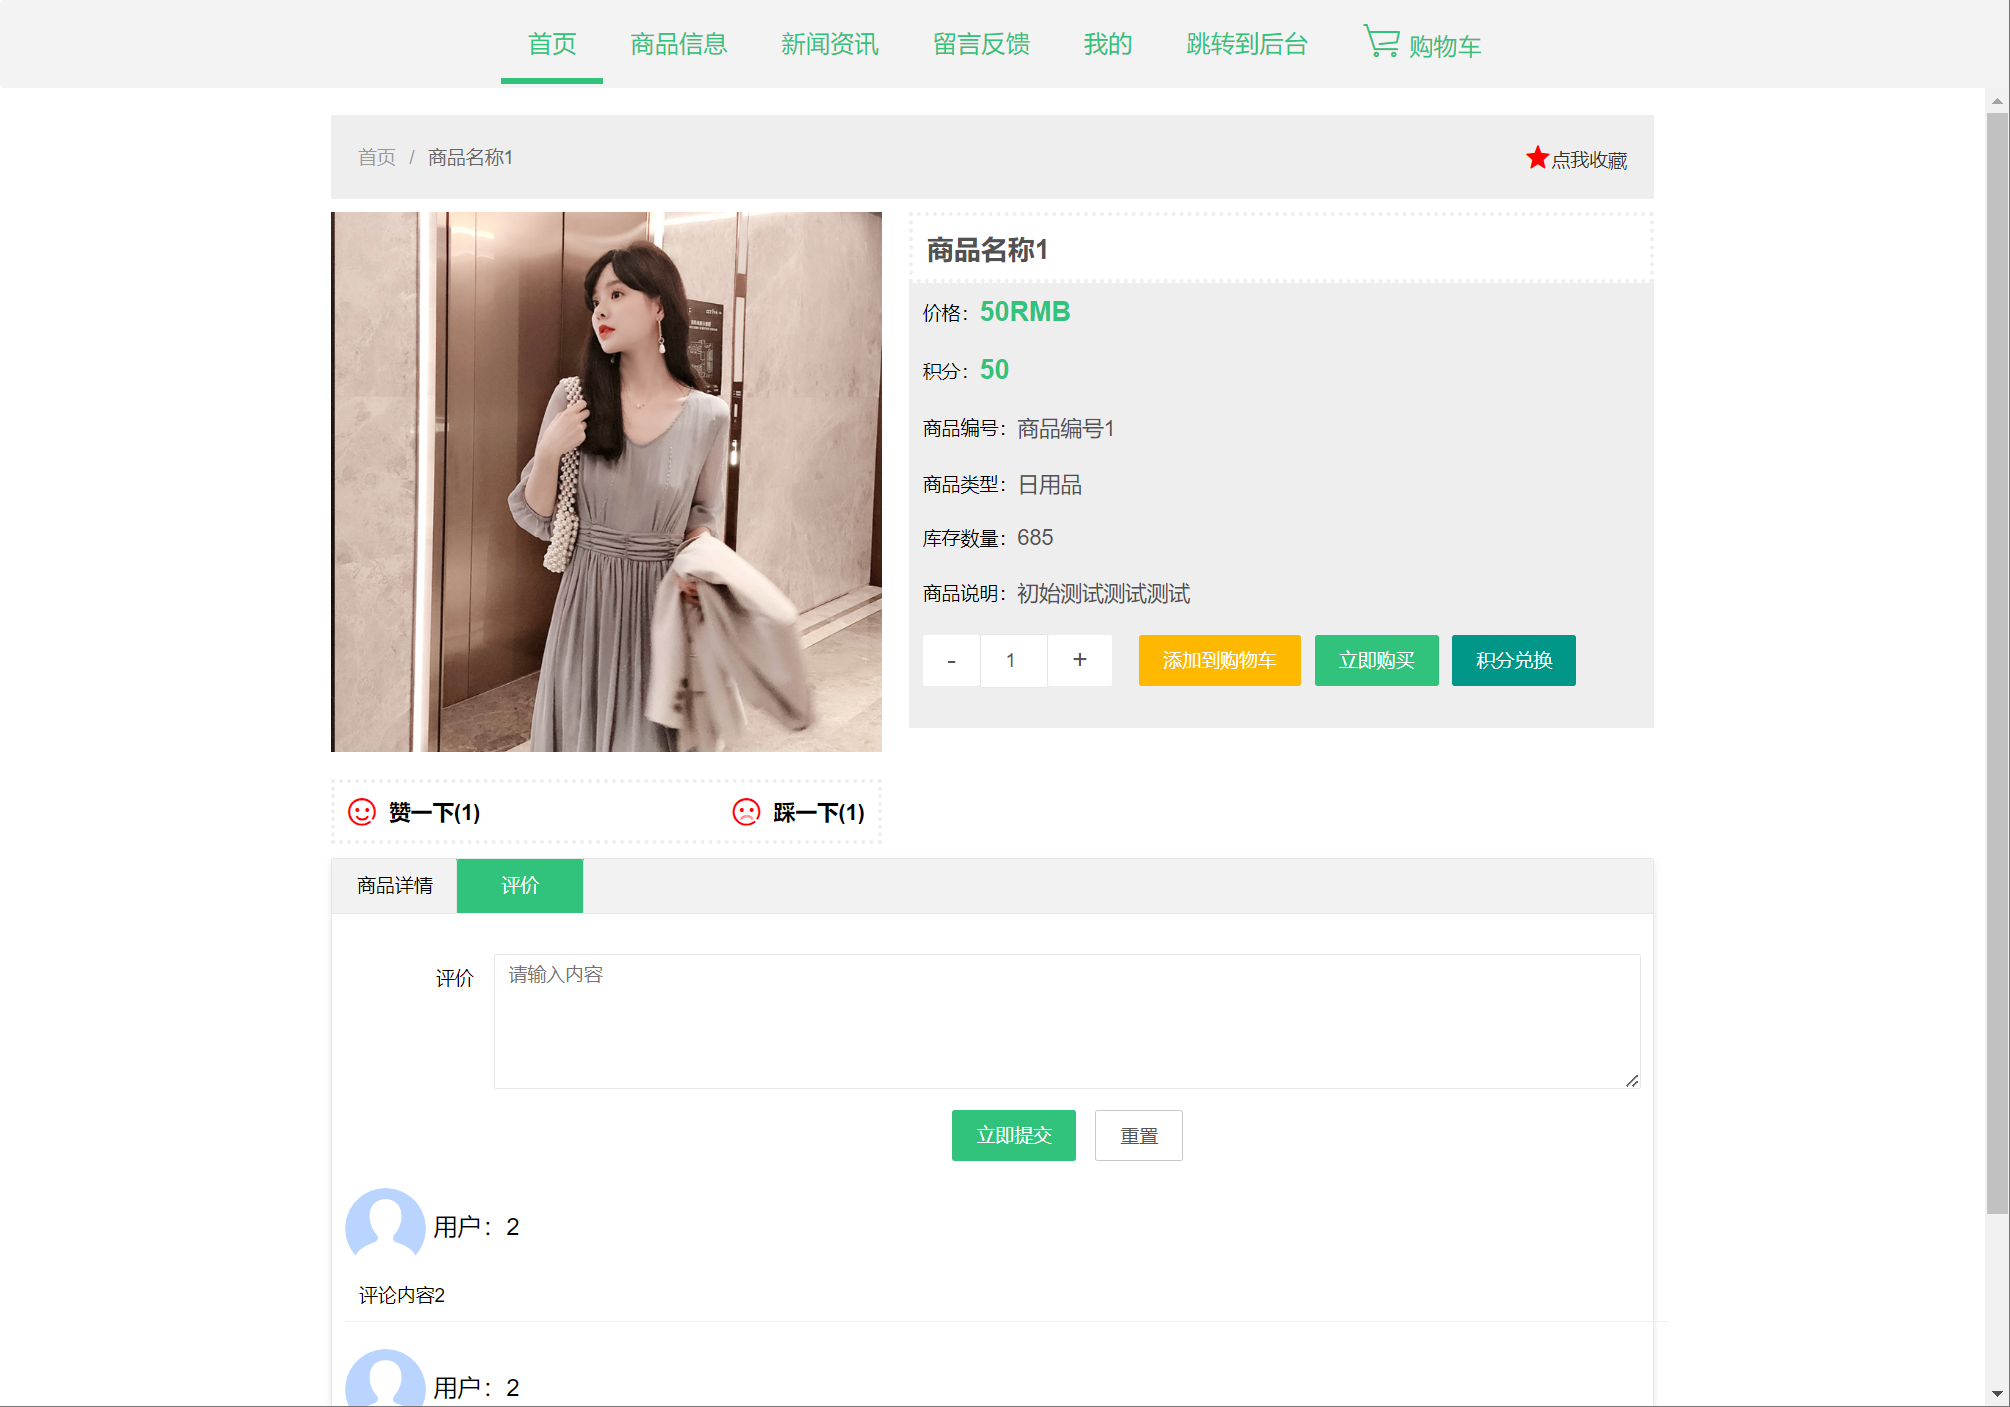 首页 商品信息 新闻资讯 留言反馈 我的 跳转到后台 购物车
首页 / 商品名称1 点我收藏
商品名称1
价格: 50RMB
积分: 50
商品编号: 商品编号1
商品类型: 日用品
库存数量: 685
商品说明: 初始测试测试测试
- 1 + 添加到购物车 立即购买 积分兑换
赞一下(1) 踩一下(1)
商品详情 评价
评价 请输入内容
立即提交 重置
用户: 2
评论内容2
用户: 2